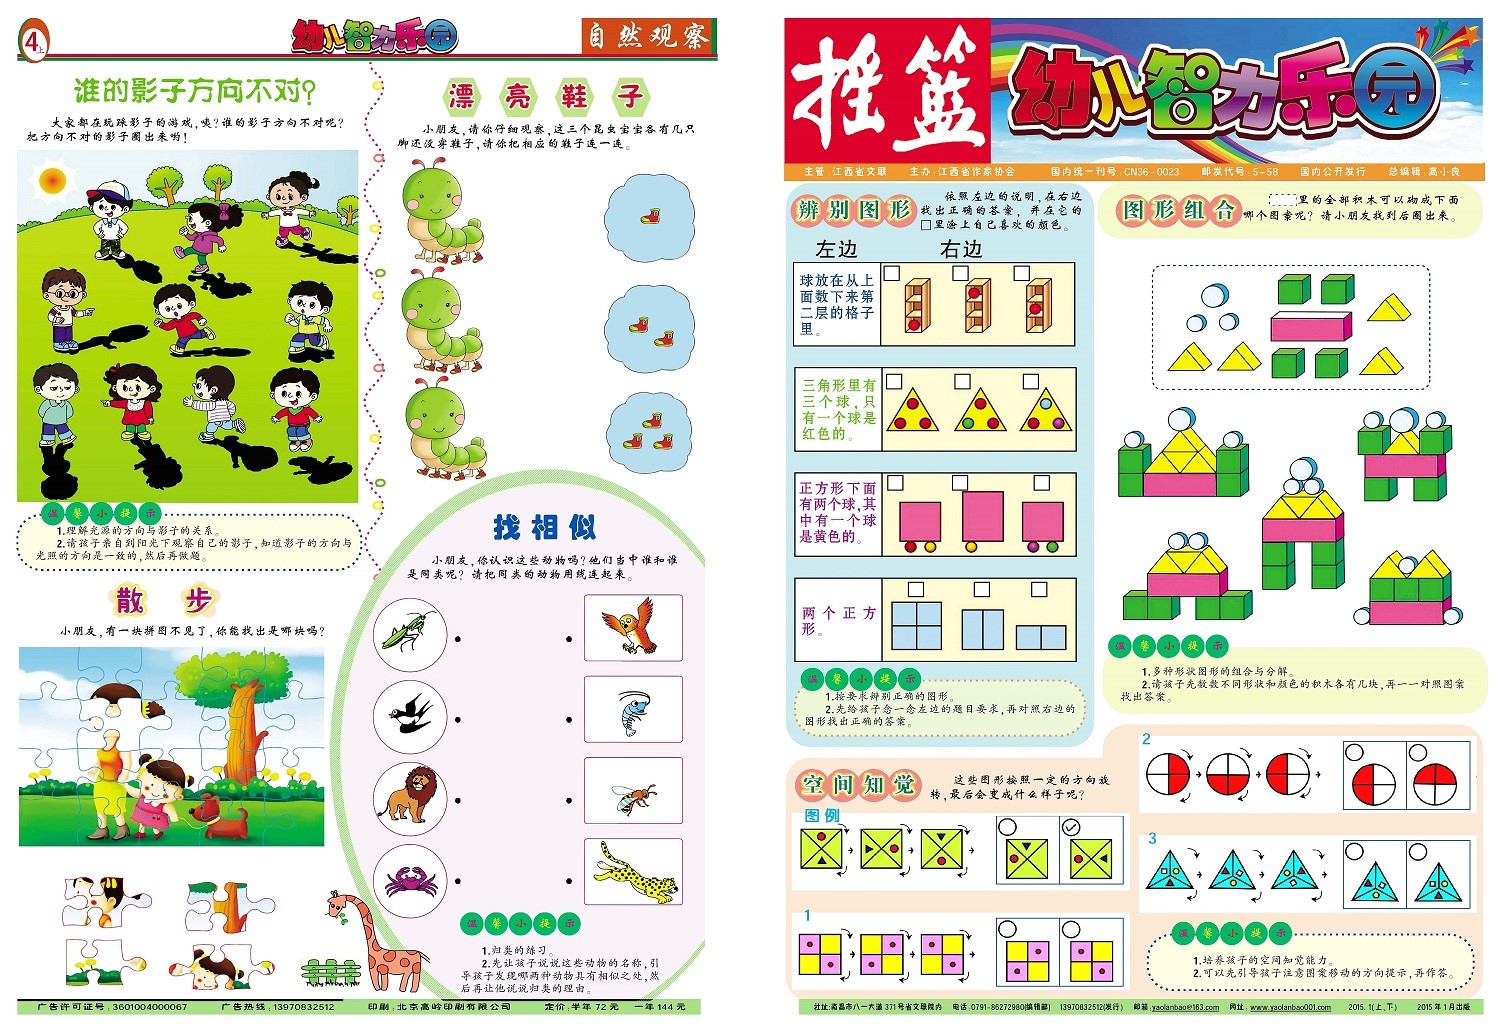 4上
幼儿智力乐园
自然观察
谁的影子方向不对?
大家都在玩踩影子的游戏,咦?谁的影子方向不对呢?
把方向不对的影子圈出来哟!
温馨小提示
1.理解光源的方向与影子的关系。
2.请孩子亲自到阳光下观察自己的影子,知道影子的方向与
光照的方向是一致的,然后再做题。
散步
小朋友,有一块拼图不见了,你能找出是哪块吗?
漂亮鞋子
小朋友,请你仔细观察,这三个昆虫宝宝各有几只
脚还没穿鞋子,请你把相应的鞋子连一连。
找相似
小朋友,你认识这些动物吗?他们当中谁和谁
是同类呢?请把同类的动物用线连起来。
温馨小提示
1.归类的练习。
2.先让孩子说说这些动物的名称,引
导孩子发现哪两种动物具有相似之处,然
后再让他说说归类的理由。
广告许可证号:3601004000067 广告热线:13970832512 印刷:北京高岭印刷有限公司 定价:半年72元 一年144元
摇篮
幼儿智力乐园
主管:江西省文联 主办:江西省作家协会 国内统一刊号:CN36-0023 邮发代号:5-58 国内公开发行 总编辑:高小良
辨别图形
依照左边的说明,在右边
找出正确的答案,并在它的
□里涂上自己喜欢的颜色。
左边 右边
球放在从上
面数下来第
二层的格子
里。
三角形里有
三个球,只
有一个球是
红色的。
正方形下面
有两个球,其
中有一个球
是黄色的。
两个正方
形。
温馨小提示
1.按要求辨别正确的图形。
2.先给孩子念一念左边的题目要求,再对照右边的
图形找出正确的答案。
图形组合
里的全部积木可以砌成下面
哪个图案呢?请小朋友找到后圈出来。
温馨小提示
1.多种形状图形的组合与分解。
2.请孩子先数数不同形状和颜色的积木各有几块,再一一对照图案
找出答案。
空间知觉
这些图形按照一定的方向旋
转,最后会变成什么样子呢?
图例
1
2
3
温馨小提示
1.培养孩子的空间知觉能力。
2.可以先引导孩子注意图案移动的方向提示,再作答。
社址:南昌市八一大道371号省文联院内 电话:0791-86272980(编辑部) 13970832512(发行) 邮箱:yaolanbao@163.com 网址:www.yaolanbao001.com 2015.1(上、下) 2015年1月出版